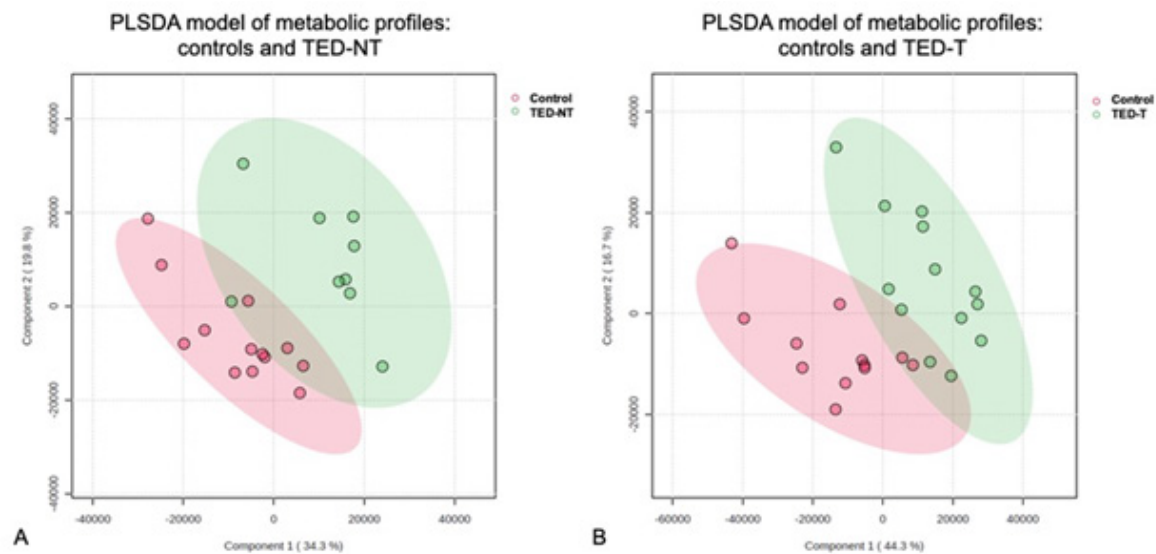 PLSDA model of metabolic profiles:
controls and TED-NT
Control
TED-NT
40000
20000
0
-20000
-40000
Component 2 ( 19.8 %)
-40000
-20000
0
20000
40000
Component 1 ( 34.3 %)
A
PLSDA model of metabolic profiles:
controls and TED-T
Control
TED-T
40000
20000
0
-20000
Component 2 ( 16.7 %)
-60000
-40000
-20000
0
20000
40000
Component 1 ( 44.3 %)
B